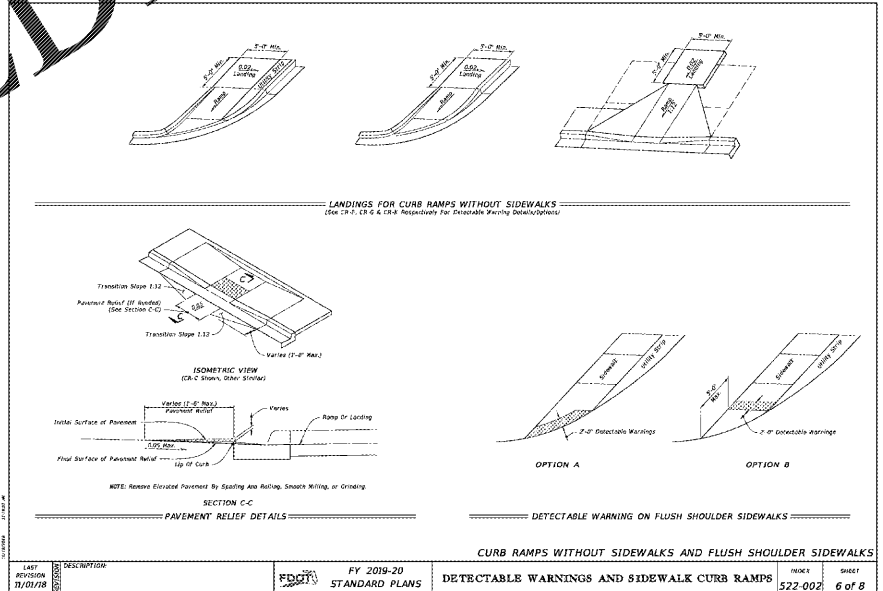 5'-0" Min.
5'-0" Min.
0.02
Landing
Ramp
Utility Strip
5'-0" Min.
5'-0" Min.
0.02
Landing
Ramp
5'-0" Min.
5'-0" Min.
0.02
Landing
Ramp
1:12
LANDINGS FOR CURB RAMPS WITHOUT SIDEWALKS
(See CR-F, CR-G & CR-K Respectively For Detectable Warning Details/Options)
C
Transition Slope 1:12
Pavement Relief (If Needed)
(See Section C-C)
0.02
C
Transition Slope 1:12
Varies (1'-6" Max.)
ISOMETRIC VIEW
(CR-C Shown, Other Similar)
Varies (1'-6" Max.)
Pavement Relief
Varies
Initial Surface of Pavement
Ramp Or Landing
0.05 Max.
Final Surface of Pavement Relief
Lip Of Curb
NOTE: Remove Elevated Pavement By Spading And Rolling, Smooth Milling, or Grinding.
SECTION C-C
PAVEMENT RELIEF DETAILS
Sidewalk
Utility Strip
2'-0" Detectable Warnings
OPTION A
Sidewalk
Utility Strip
5'-0"
Max.
2'-0" Detectable Warnings
OPTION B
DETECTABLE WARNING ON FLUSH SHOULDER SIDEWALKS
CURB RAMPS WITHOUT SIDEWALKS AND FLUSH SHOULDER SIDEWALKS
LAST
REVISION
11/01/18
REVISION
DESCRIPTION:
FDOT
FY 2019-20
STANDARD PLANS
DETECTABLE WARNINGS AND SIDEWALK CURB RAMPS
INDEX
522-002
SHEET
6 of 8